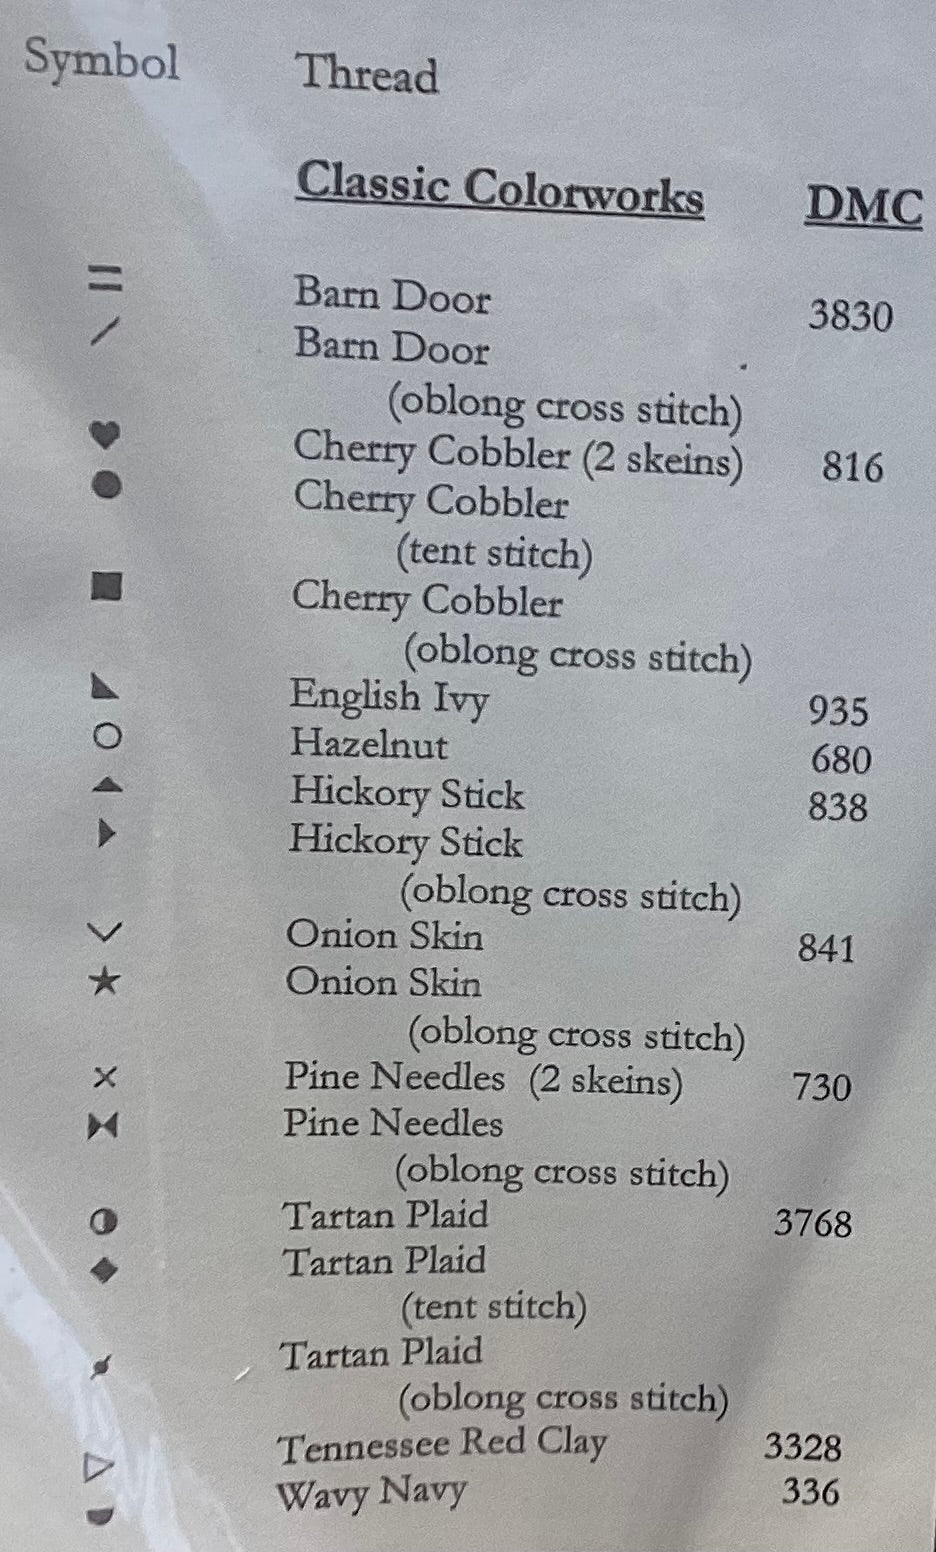 Symbol Thread
Classic Colorworks DMC
= Barn Door 3830
/ Barn Door
(oblong cross stitch)
♥ Cherry Cobbler (2 skeins) 816
● Cherry Cobbler
(tent stitch)
■ Cherry Cobbler
(oblong cross stitch)
◣ English Ivy 935
○ Hazelnut 680
▲ Hickory Stick 838
▶ Hickory Stick
(oblong cross stitch)
∨ Onion Skin 841
★ Onion Skin
(oblong cross stitch)
× Pine Needles (2 skeins) 730
⧓ Pine Needles
(oblong cross stitch)
◑ Tartan Plaid 3768
◆ Tartan Plaid
(tent stitch)
Tartan Plaid
(oblong cross stitch)
▷ Tennessee Red Clay 3328
◗ Wavy Navy 336